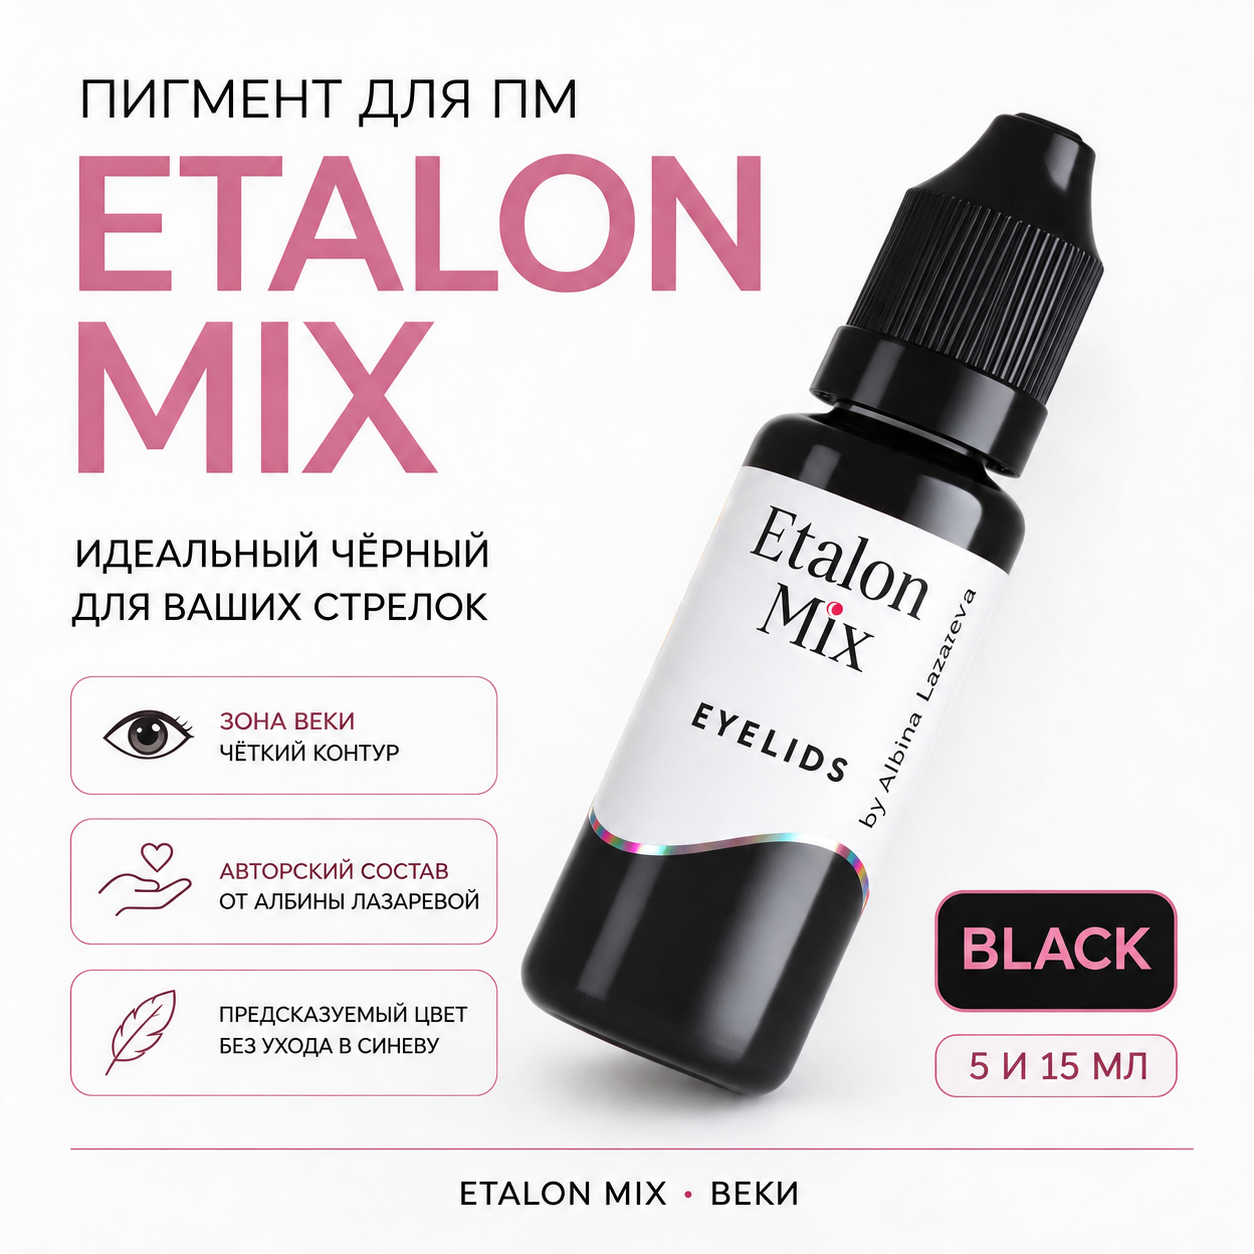 ПИГМЕНТ ДЛЯ ПМ
ETALON
MIX
ИДЕАЛЬНЫЙ ЧЁРНЫЙ
ДЛЯ ВАШИХ СТРЕЛОК
ЗОНА ВЕКИ
ЧЁТКИЙ КОНТУР
АВТОРСКИЙ СОСТАВ
ОТ АЛБИНЫ ЛАЗАРЕВОЙ
ПРЕДСКАЗУЕМЫЙ ЦВЕТ
БЕЗ УХОДА В СИНЕВУ
Etalon
Mix
EYELIDS
by Albina Lazareva
BLACK
5 И 15 МЛ
ETALON MIX • ВЕКИ